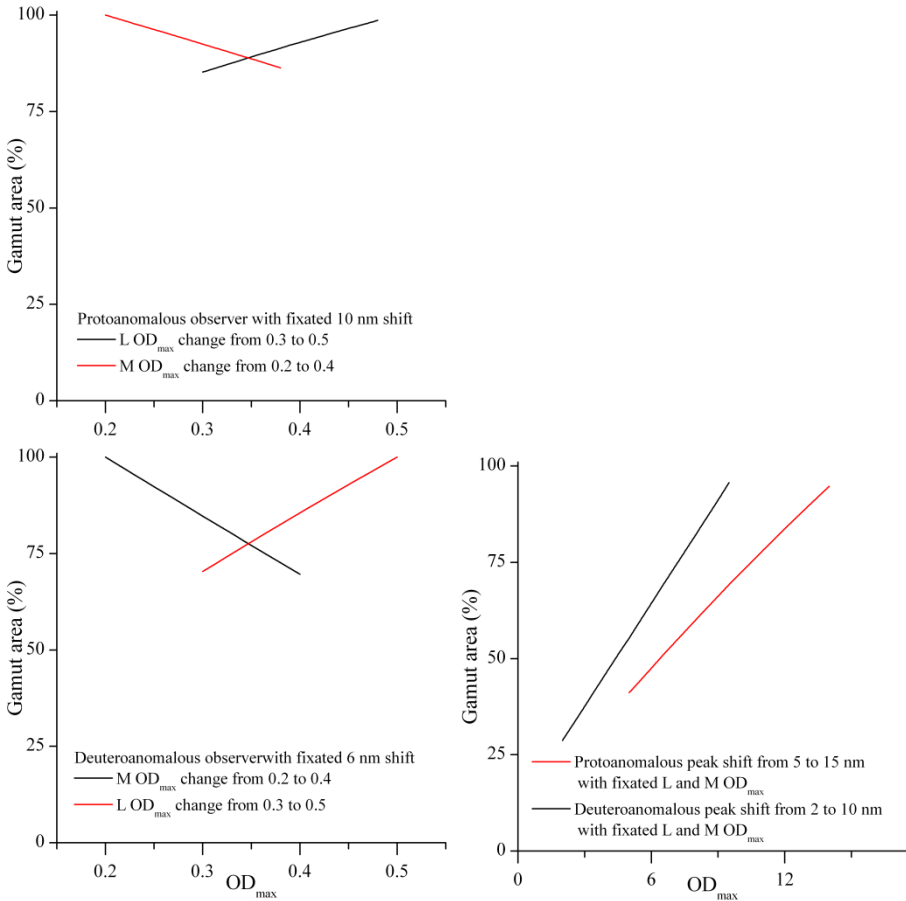 100
75
50
25
0
Gamut area (%)
Protoanomalous observer with fixated 10 nm shift
L ODmax change from 0.3 to 0.5
M ODmax change from 0.2 to 0.4
0.2 0.3 0.4 0.5
100
75
50
25
0
Gamut area (%)
Deuteroanomalous observerwith fixated 6 nm shift
M ODmax change from 0.2 to 0.4
L ODmax change from 0.3 to 0.5
0.2 0.3 0.4 0.5
ODmax
100
75
50
25
0
Gamut area (%)
Protoanomalous peak shift from 5 to 15 nm
with fixated L and M ODmax
Deuteroanomalous peak shift from 2 to 10 nm
with fixated L and M ODmax
0 6 12
ODmax